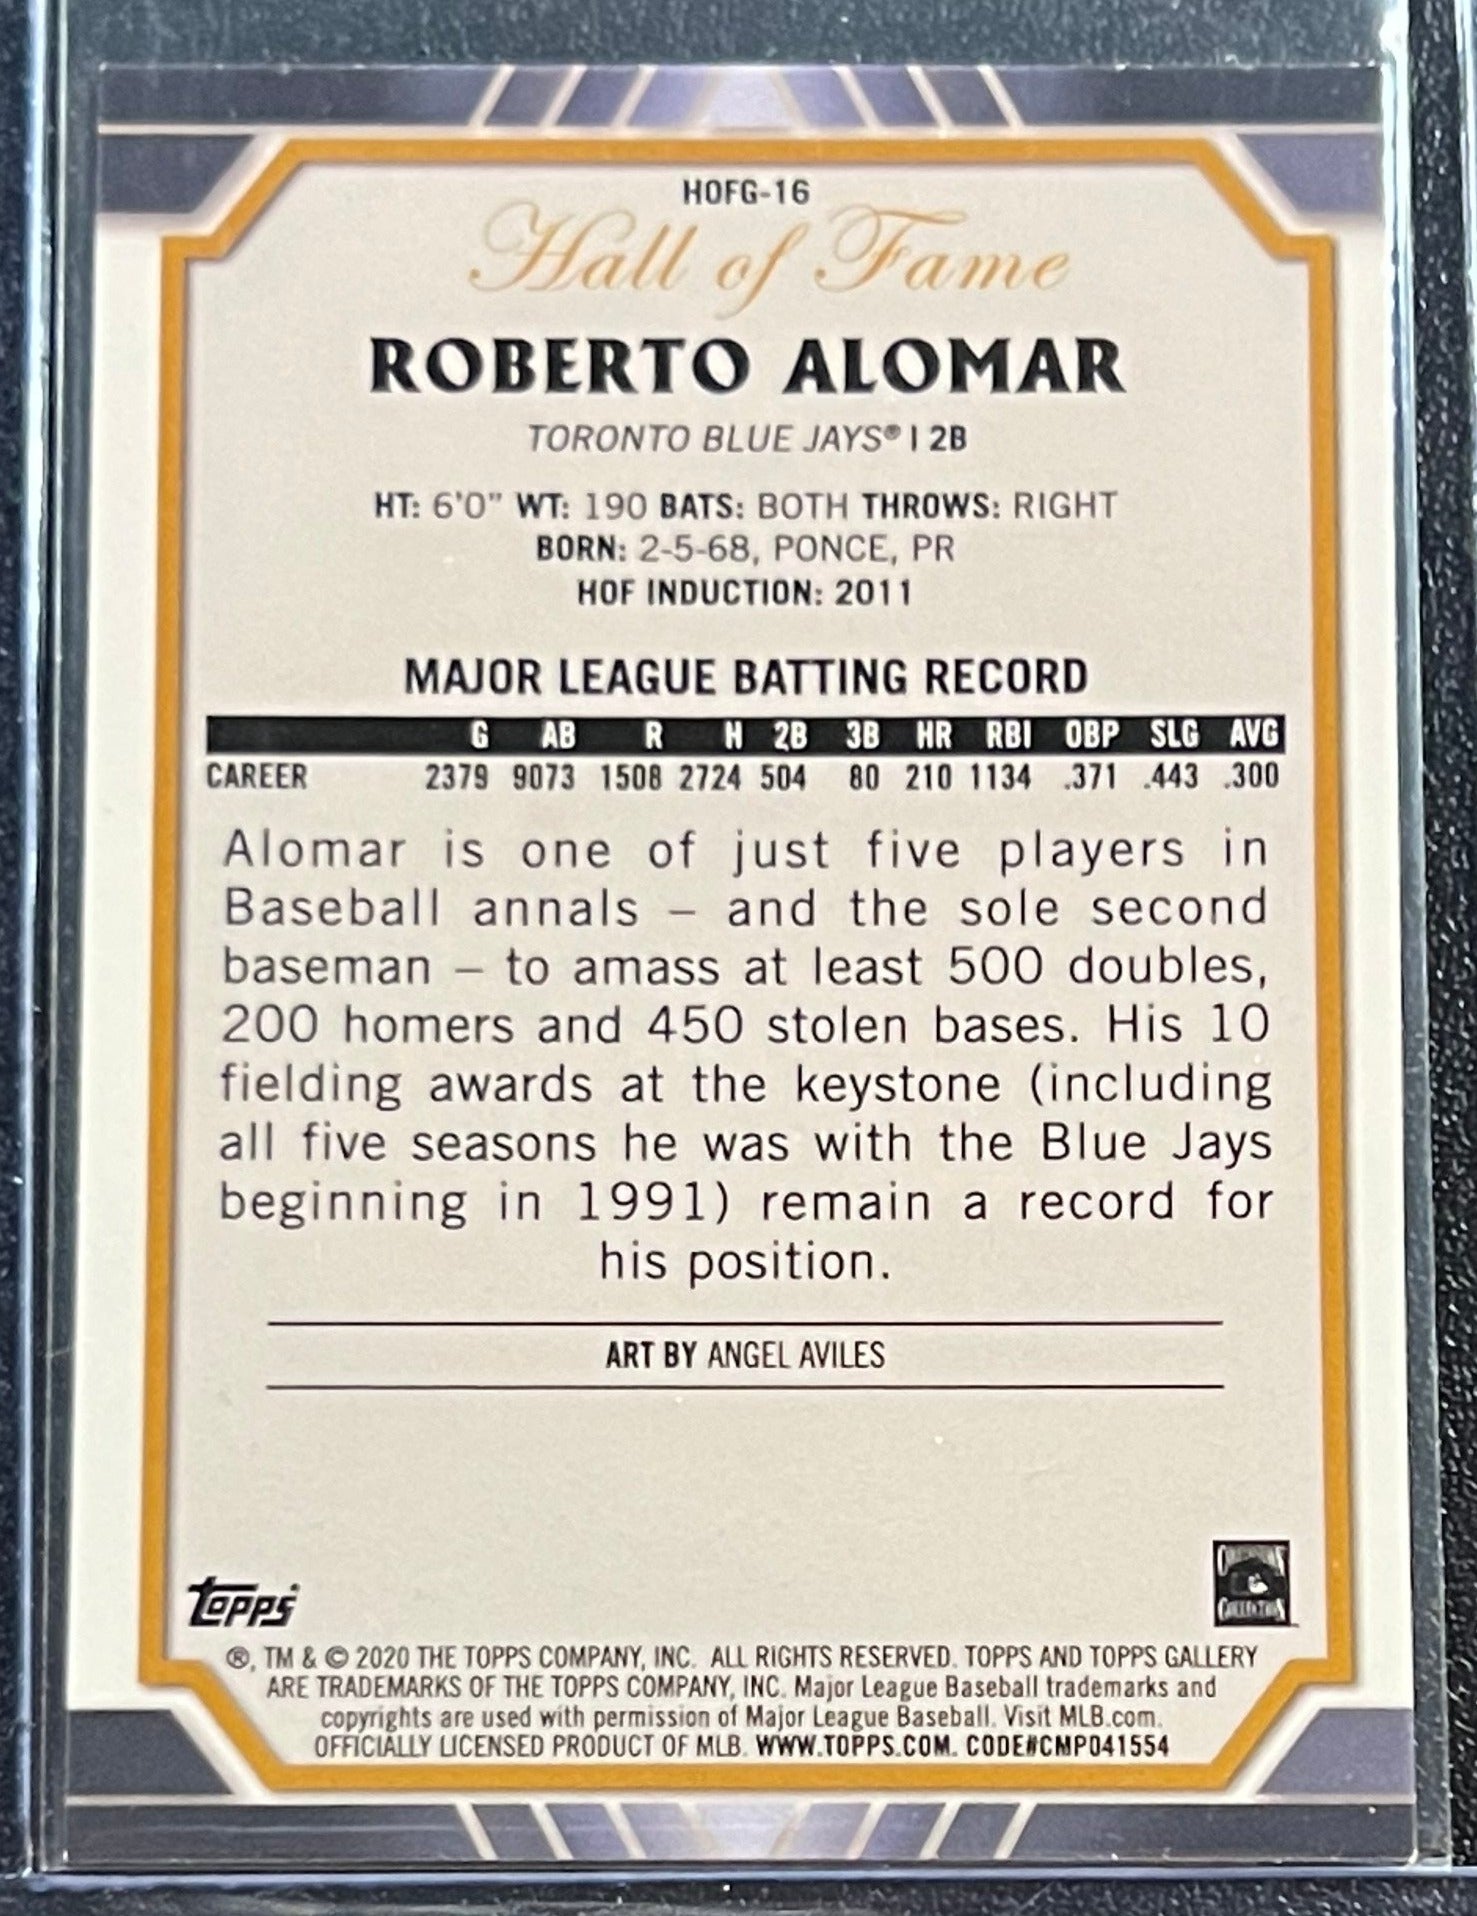 HOFG-16
Hall of Fame
ROBERTO ALOMAR
TORONTO BLUE JAYS® | 2B
HT: 6'0" WT: 190 BATS: BOTH THROWS: RIGHT
BORN: 2-5-68, PONCE, PR
HOF INDUCTION: 2011
MAJOR LEAGUE BATTING RECORD
G AB R H 2B 3B HR RBI OBP SLG AVG
CAREER 2379 9073 1508 2724 504 80 210 1134 .371 .443 .300
Alomar is one of just five players in
Baseball annals – and the sole second
baseman – to amass at least 500 doubles,
200 homers and 450 stolen bases. His 10
fielding awards at the keystone (including
all five seasons he was with the Blue Jays
beginning in 1991) remain a record for
his position.
ART BY ANGEL AVILES
Topps
®, TM & © 2020 THE TOPPS COMPANY, INC. ALL RIGHTS RESERVED. TOPPS AND TOPPS GALLERY
ARE TRADEMARKS OF THE TOPPS COMPANY, INC. Major League Baseball trademarks and
copyrights are used with permission of Major League Baseball. Visit MLB.com.
OFFICIALLY LICENSED PRODUCT OF MLB. WWW.TOPPS.COM. CODE#CMP041554